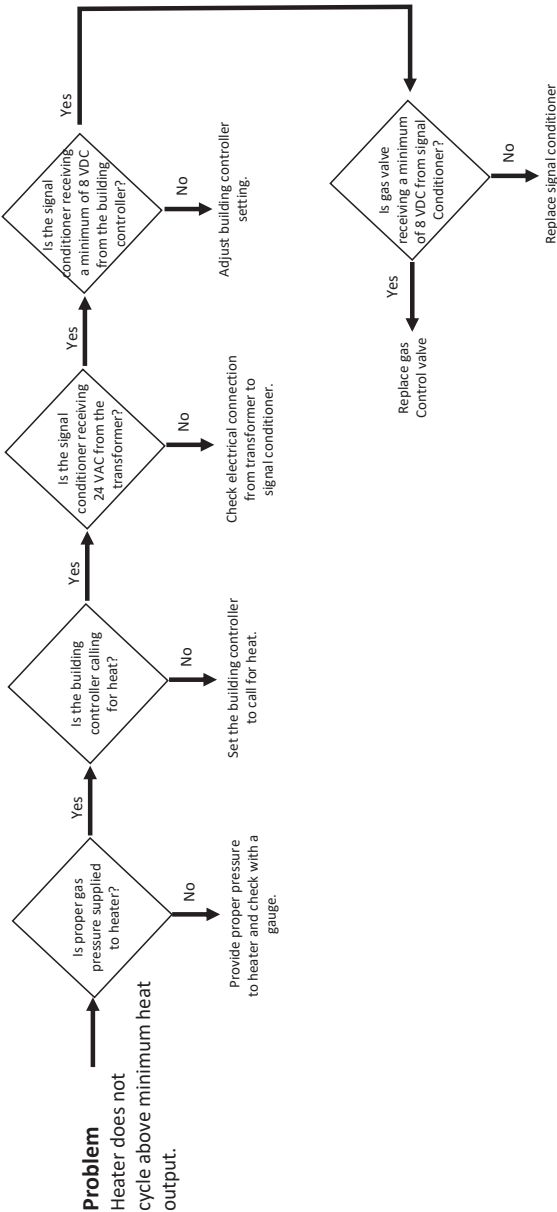 Problem
Heater does not
cycle above minimum heat
output.
Is proper gas
pressure supplied
to heater?
No
Provide proper pressure
to heater and check with a
gauge.
Yes
Is the building
controller calling
for heat?
No
Set the building controller
to call for heat.
Yes
Is the signal
conditioner receiving
24 VAC from the
transformer?
No
Check electrical connection
from transformer to
signal conditioner.
Yes
Is the signal
conditioner receiving
a minimum of 8 VDC
from the building
controller?
No
Adjust building controller
setting.
Yes
Is gas valve
receiving a minimum
of 8 VDC from signal
Conditioner?
Yes
Replace gas
Control valve
No
Replace signal conditioner